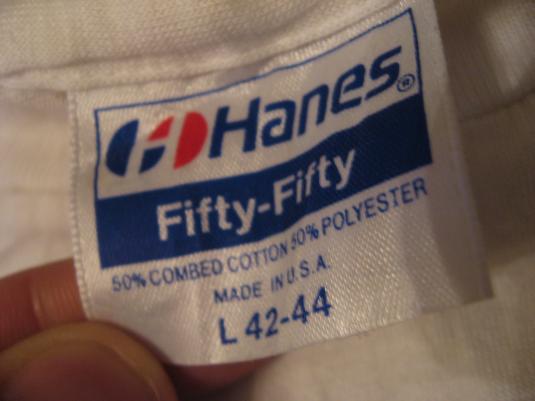 Hanes®
Fifty-Fifty
50% COMBED COTTON 50% POLYESTER
MADE IN U.S.A.
L 42-44